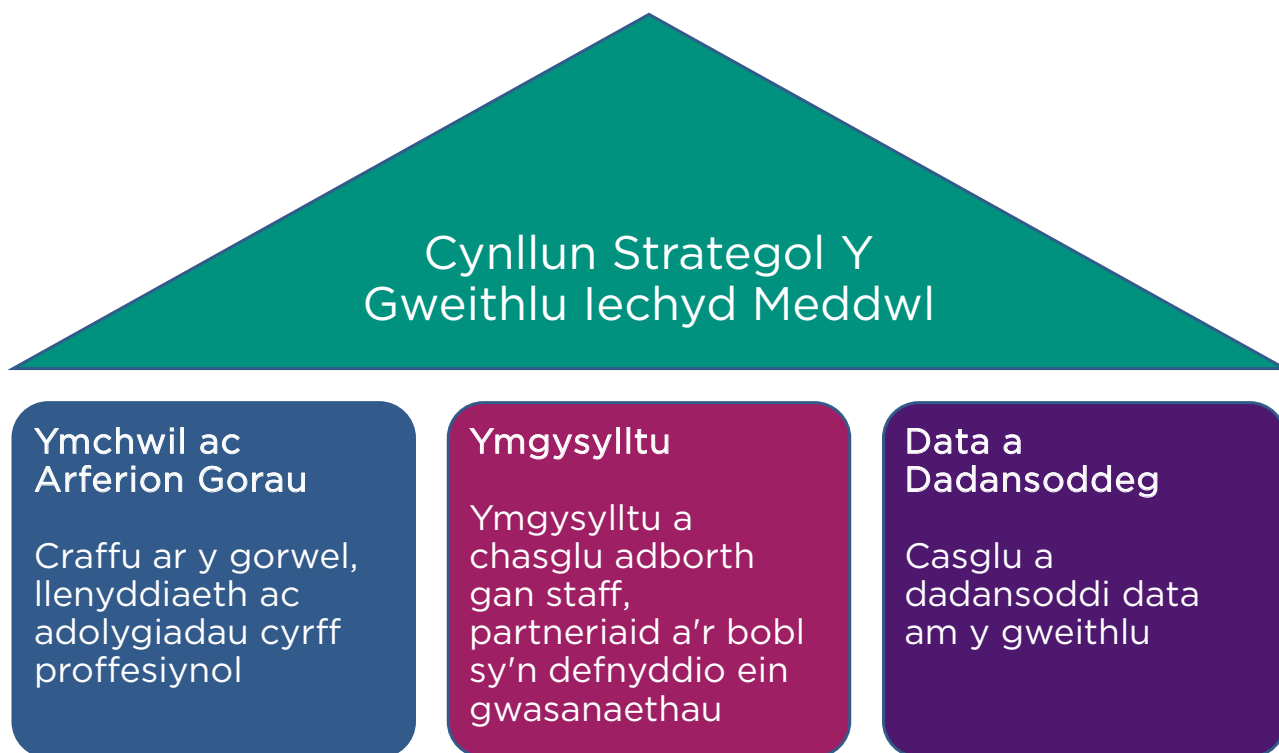 Cynllun Strategol Y
Gweithlu Iechyd Meddwl
Ymchwil ac
Arferion Gorau
Craffu ar y gorwel,
llenyddiaeth ac
adolygiadau cyrff
proffesiynol
Ymgysylltu
Ymgysylltu a
chasglu adborth
gan staff,
partneriaid a'r bobl
sy'n defnyddio ein
gwasanaethau
Data a
Dadansoddeg
Casglu a
dadansoddi data
am y gweithlu